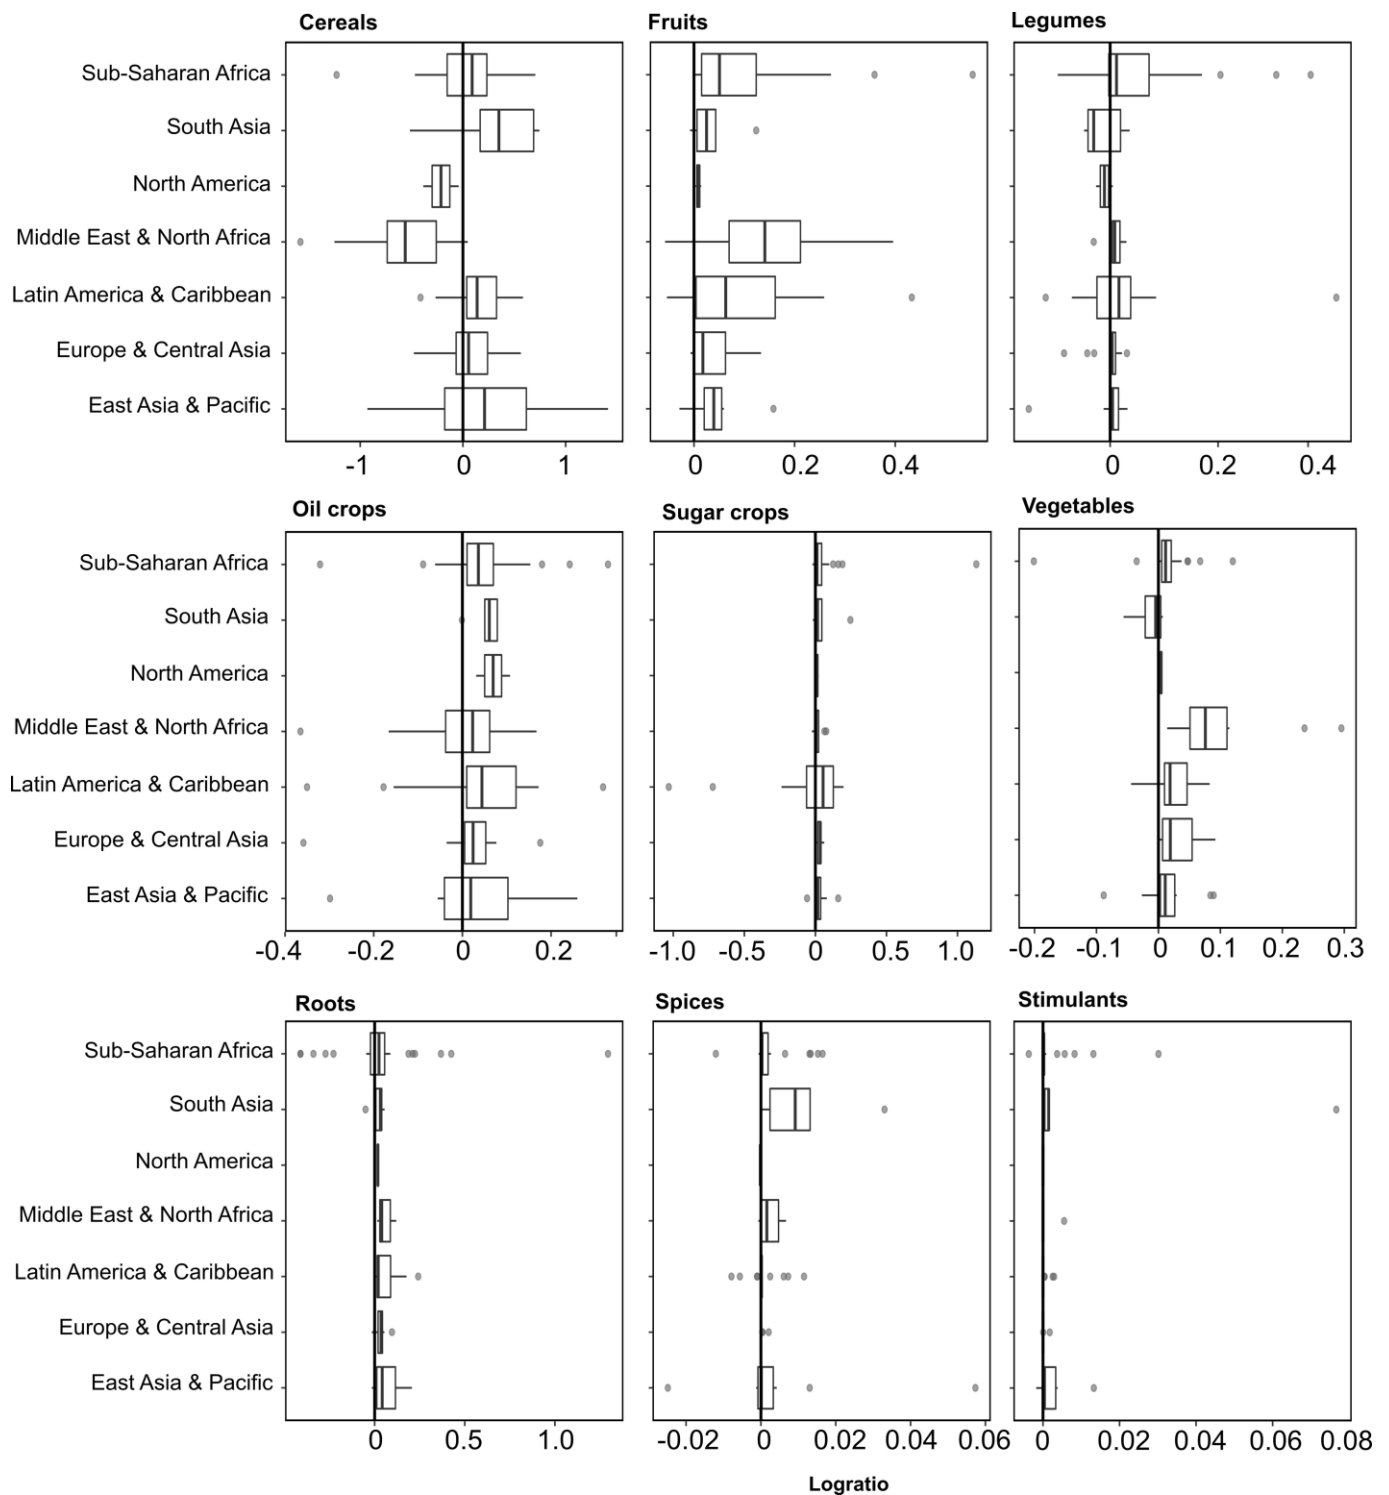 Cereals Fruits Legumes
Sub-Saharan Africa
South Asia
North America
Middle East & North Africa
Latin America & Caribbean
Europe & Central Asia
East Asia & Pacific
-1 0 1 0 0.2 0.4 0 0.2 0.4
Oil crops Sugar crops Vegetables
Sub-Saharan Africa
South Asia
North America
Middle East & North Africa
Latin America & Caribbean
Europe & Central Asia
East Asia & Pacific
-0.4 -0.2 0 0.2 -1.0 -0.5 0 0.5 1.0 -0.2 -0.1 0 0.1 0.2 0.3
Roots Spices Stimulants
Sub-Saharan Africa
South Asia
North America
Middle East & North Africa
Latin America & Caribbean
Europe & Central Asia
East Asia & Pacific
0 0.5 1.0 -0.02 0 0.02 0.04 0.06 0 0.02 0.04 0.06 0.08
Logratio